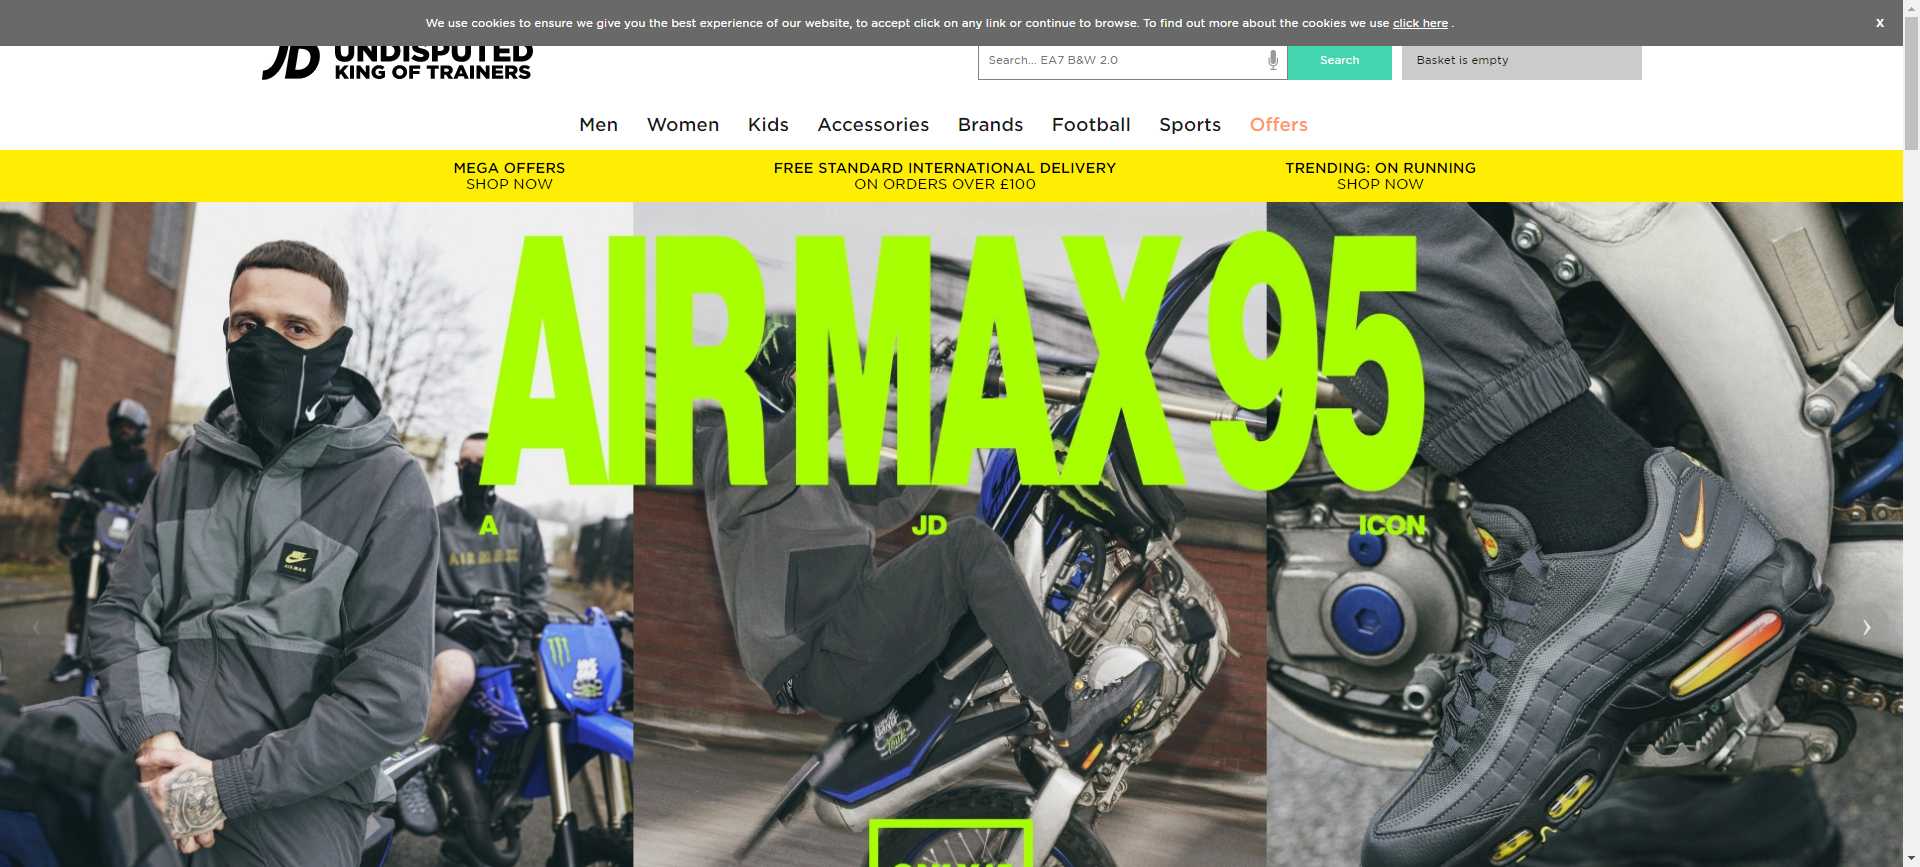 We use cookies to ensure we give you the best experience of our website, to accept click on any link or continue to browse. To find out more about the cookies we use click here .
X
JD UNDISPUTED
KING OF TRAINERS
Search... EA7 B&W 2.0
Search
Basket is empty
Men Women Kids Accessories Brands Football Sports Offers
MEGA OFFERS
SHOP NOW
FREE STANDARD INTERNATIONAL DELIVERY
ON ORDERS OVER £100
TRENDING: ON RUNNING
SHOP NOW
AIR MAX 95
A JD ICON
AIR MAX
AIR MAX